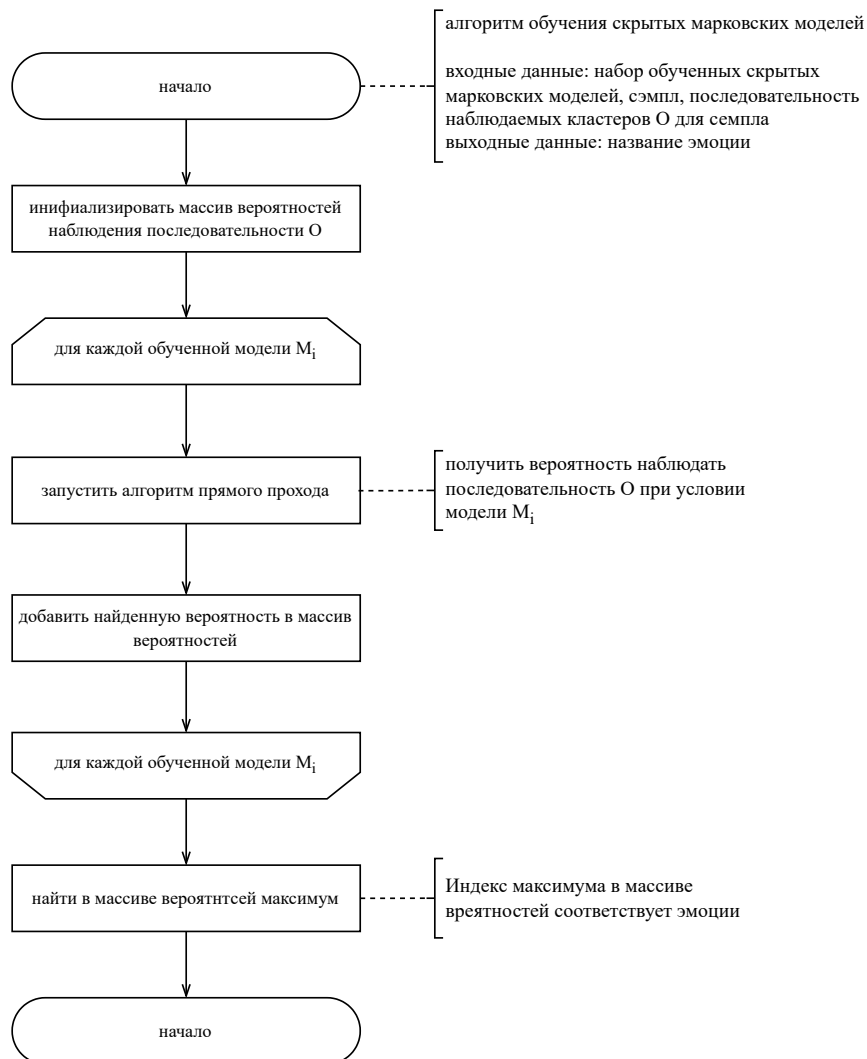 алгоритм обучения скрытых марковских моделей
начало
входные данные: набор обученных скрытых
марковских моделей, сэмпл, последовательность
наблюдаемых кластеров О для семпла
выходные данные: название эмоции
инифиализировать массив вероятностей
наблюдения последовательности О
для каждой обученной модели Mi
запустить алгоритм прямого прохода
получить вероятность наблюдать
последовательность О при условии
модели Mi
добавить найденную вероятность в массив
вероятностей
для каждой обученной модели Mi
найти в массиве вероятнтсей максимум
Индекс максимума в массиве
вреятностей соответствует эмоции
начало